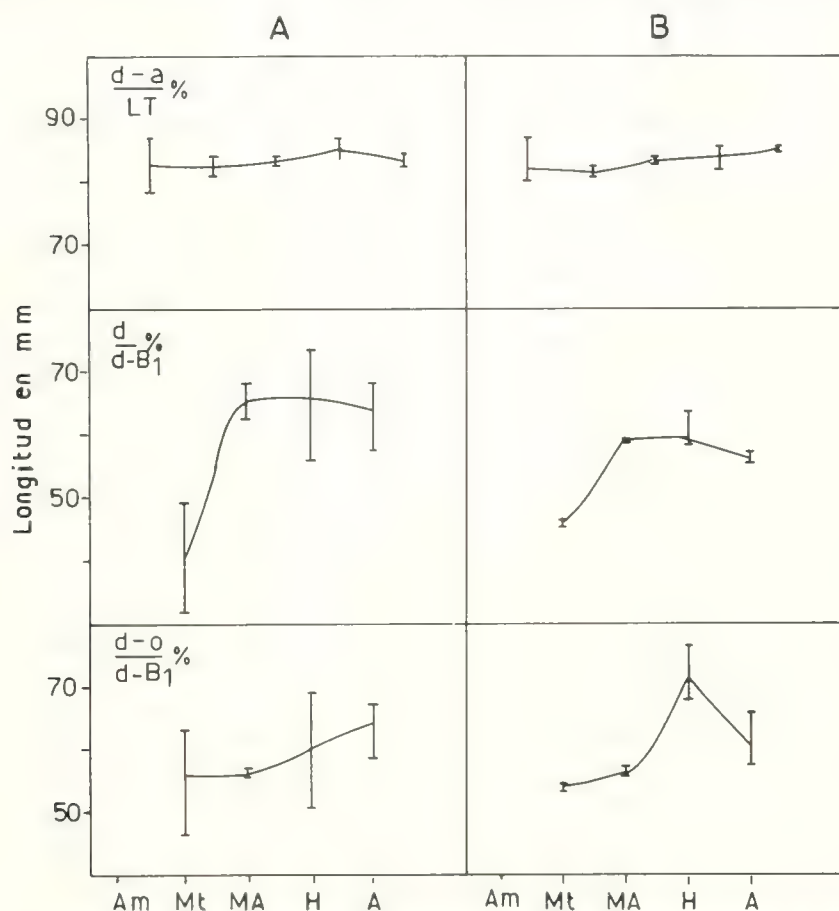 A B
d-a
LT %
90
70
d %
d-B1
70
50
d-o
d-B1 %
70
50
Longitud en mm
Am Mt MA H A Am Mt MA H A